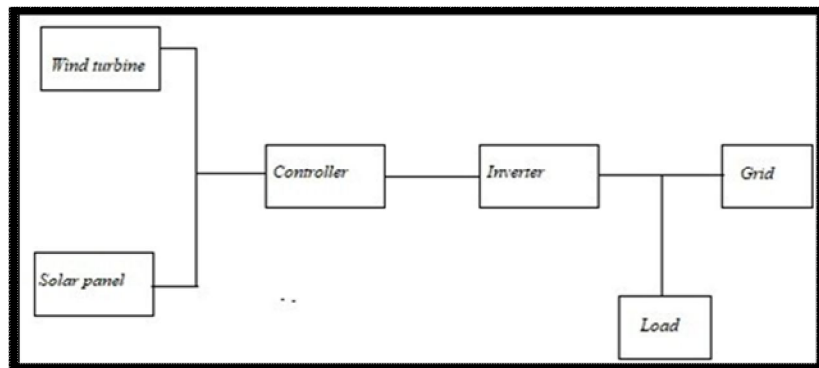 Wind turbine
Controller
Inverter
Grid
Solar panel
Load